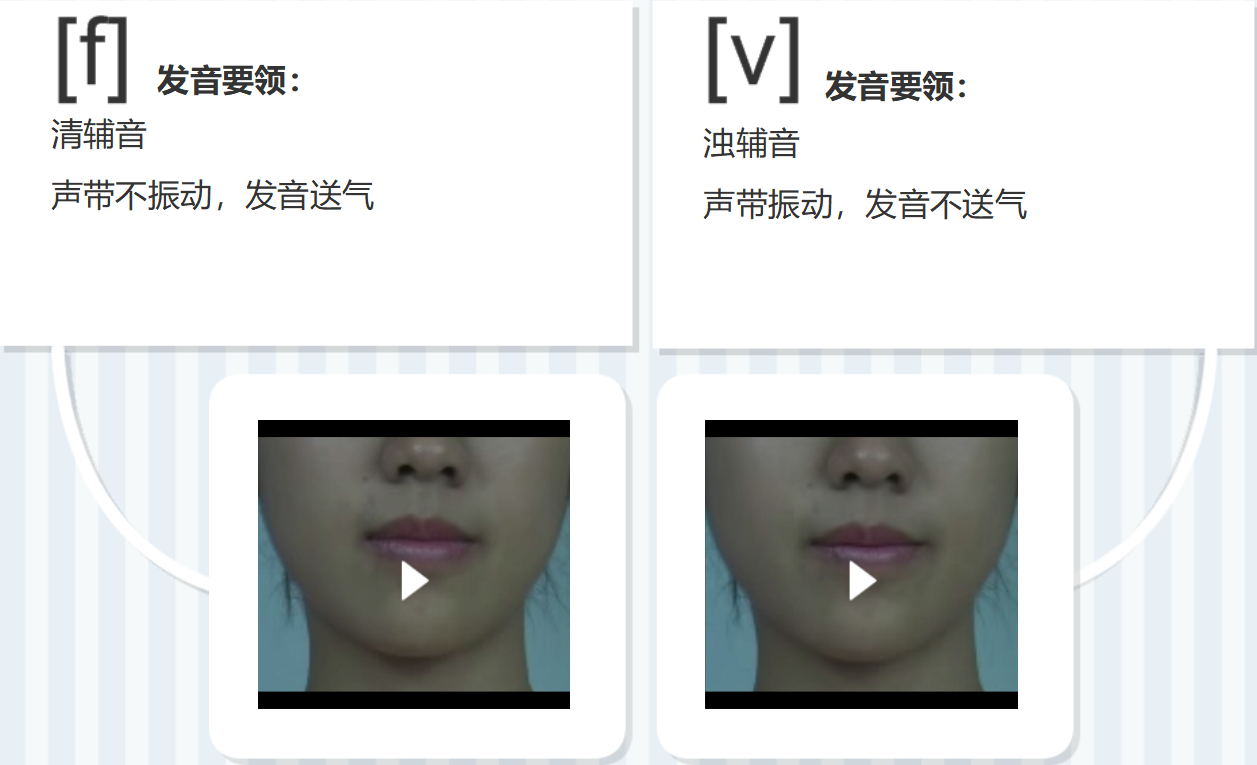 [f] 发音要领：
清辅音
声带不振动，发音送气
[v] 发音要领：
浊辅音
声带振动，发音不送气